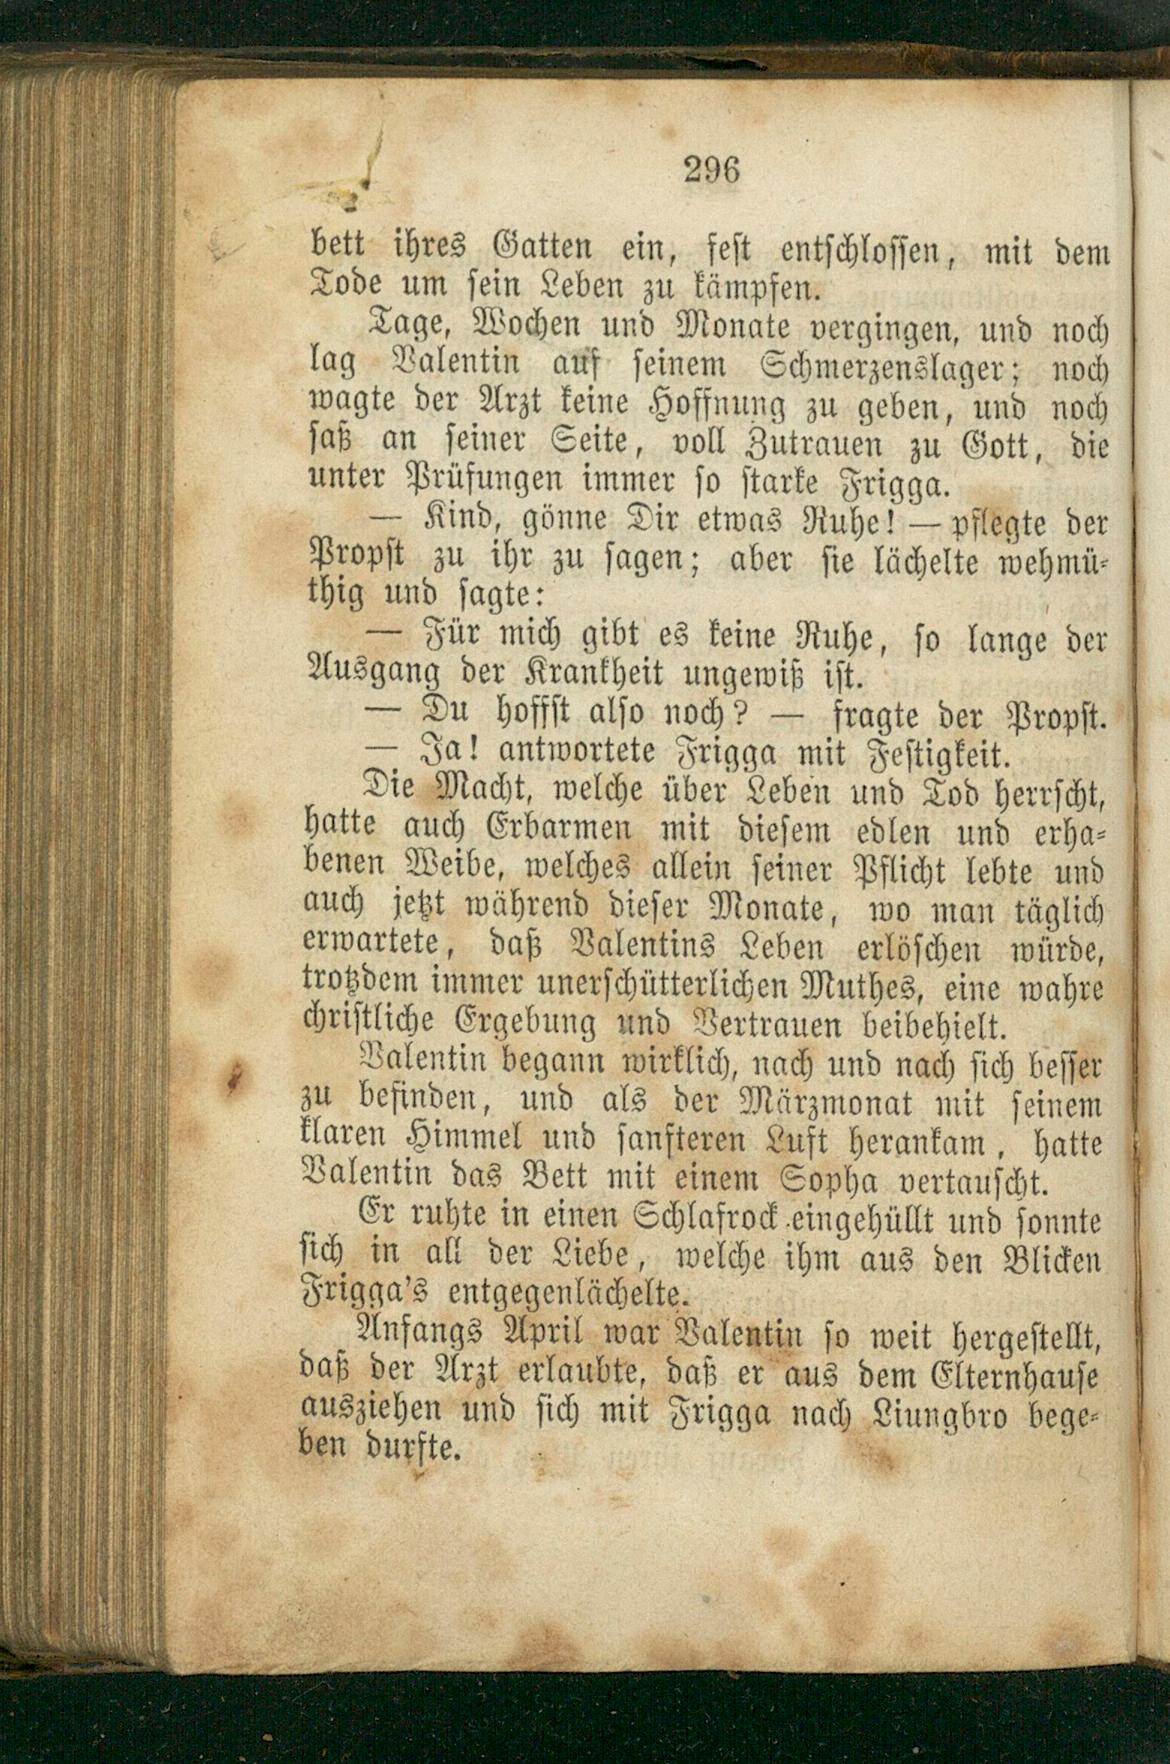 296
bett ihres Gatten ein, fest entschlossen, mit dem
Tode um sein Leben zu kämpfen.
Tage, Wochen und Monate vergingen, und noch
lag Valentin auf seinem Schmerzenslager; noch
wagte der Arzt keine Hoffnung zu geben, und noch
saß an seiner Seite, voll Zutrauen zu Gott, die
unter Prüfungen immer so starke Frigga.
— Kind, gönne Dir etwas Ruhe! — pflegte der
Propst zu ihr zu sagen; aber sie lächelte wehmü-
thig und sagte:
— Für mich gibt es keine Ruhe, so lange der
Ausgang der Krankheit ungewiß ist.
— Du hoffst also noch? — fragte der Propst.
— Ja! antwortete Frigga mit Festigkeit.
Die Macht, welche über Leben und Tod herrscht,
hatte auch Erbarmen mit diesem edlen und erha-
benen Weibe, welches allein seiner Pflicht lebte und
auch jetzt während dieser Monate, wo man täglich
erwartete, daß Valentins Leben erlöschen würde,
trotzdem immer unerschütterlichen Muthes, eine wahre
christliche Ergebung und Vertrauen beibehielt.
Valentin begann wirklich, nach und nach sich besser
zu befinden, und als der Märzmonat mit seinem
klaren Himmel und sanfteren Luft herankam, hatte
Valentin das Bett mit einem Sopha vertauscht.
Er ruhte in einen Schlafrock eingehüllt und sonnte
sich in all der Liebe, welche ihm aus den Blicken
Frigga's entgegenlächelte.
Anfangs April war Valentin so weit hergestellt,
daß der Arzt erlaubte, daß er aus dem Elternhause
ausziehen und sich mit Frigga nach Liungbro bege-
ben durfte.